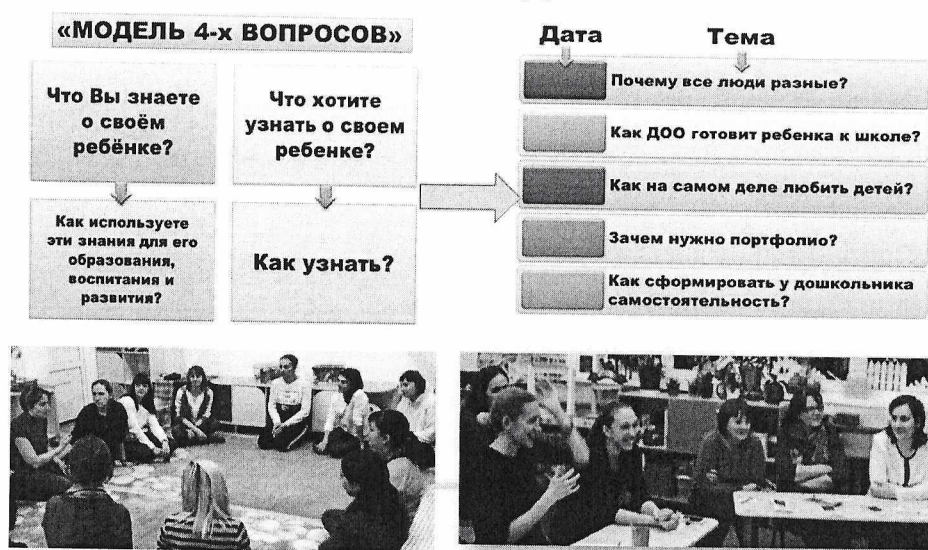 «МОДЕЛЬ 4-х ВОПРОСОВ»
Что Вы знаете
о своём
ребёнке?
Что хотите
узнать о своем
ребенке?
Как используете
эти знания для его
образования,
воспитания и
развития?
Как узнать?
Дата
Тема
Почему все люди разные?
Как ДОО готовит ребенка к школе?
Как на самом деле любить детей?
Зачем нужно портфолио?
Как сформировать у дошкольника
самостоятельность?